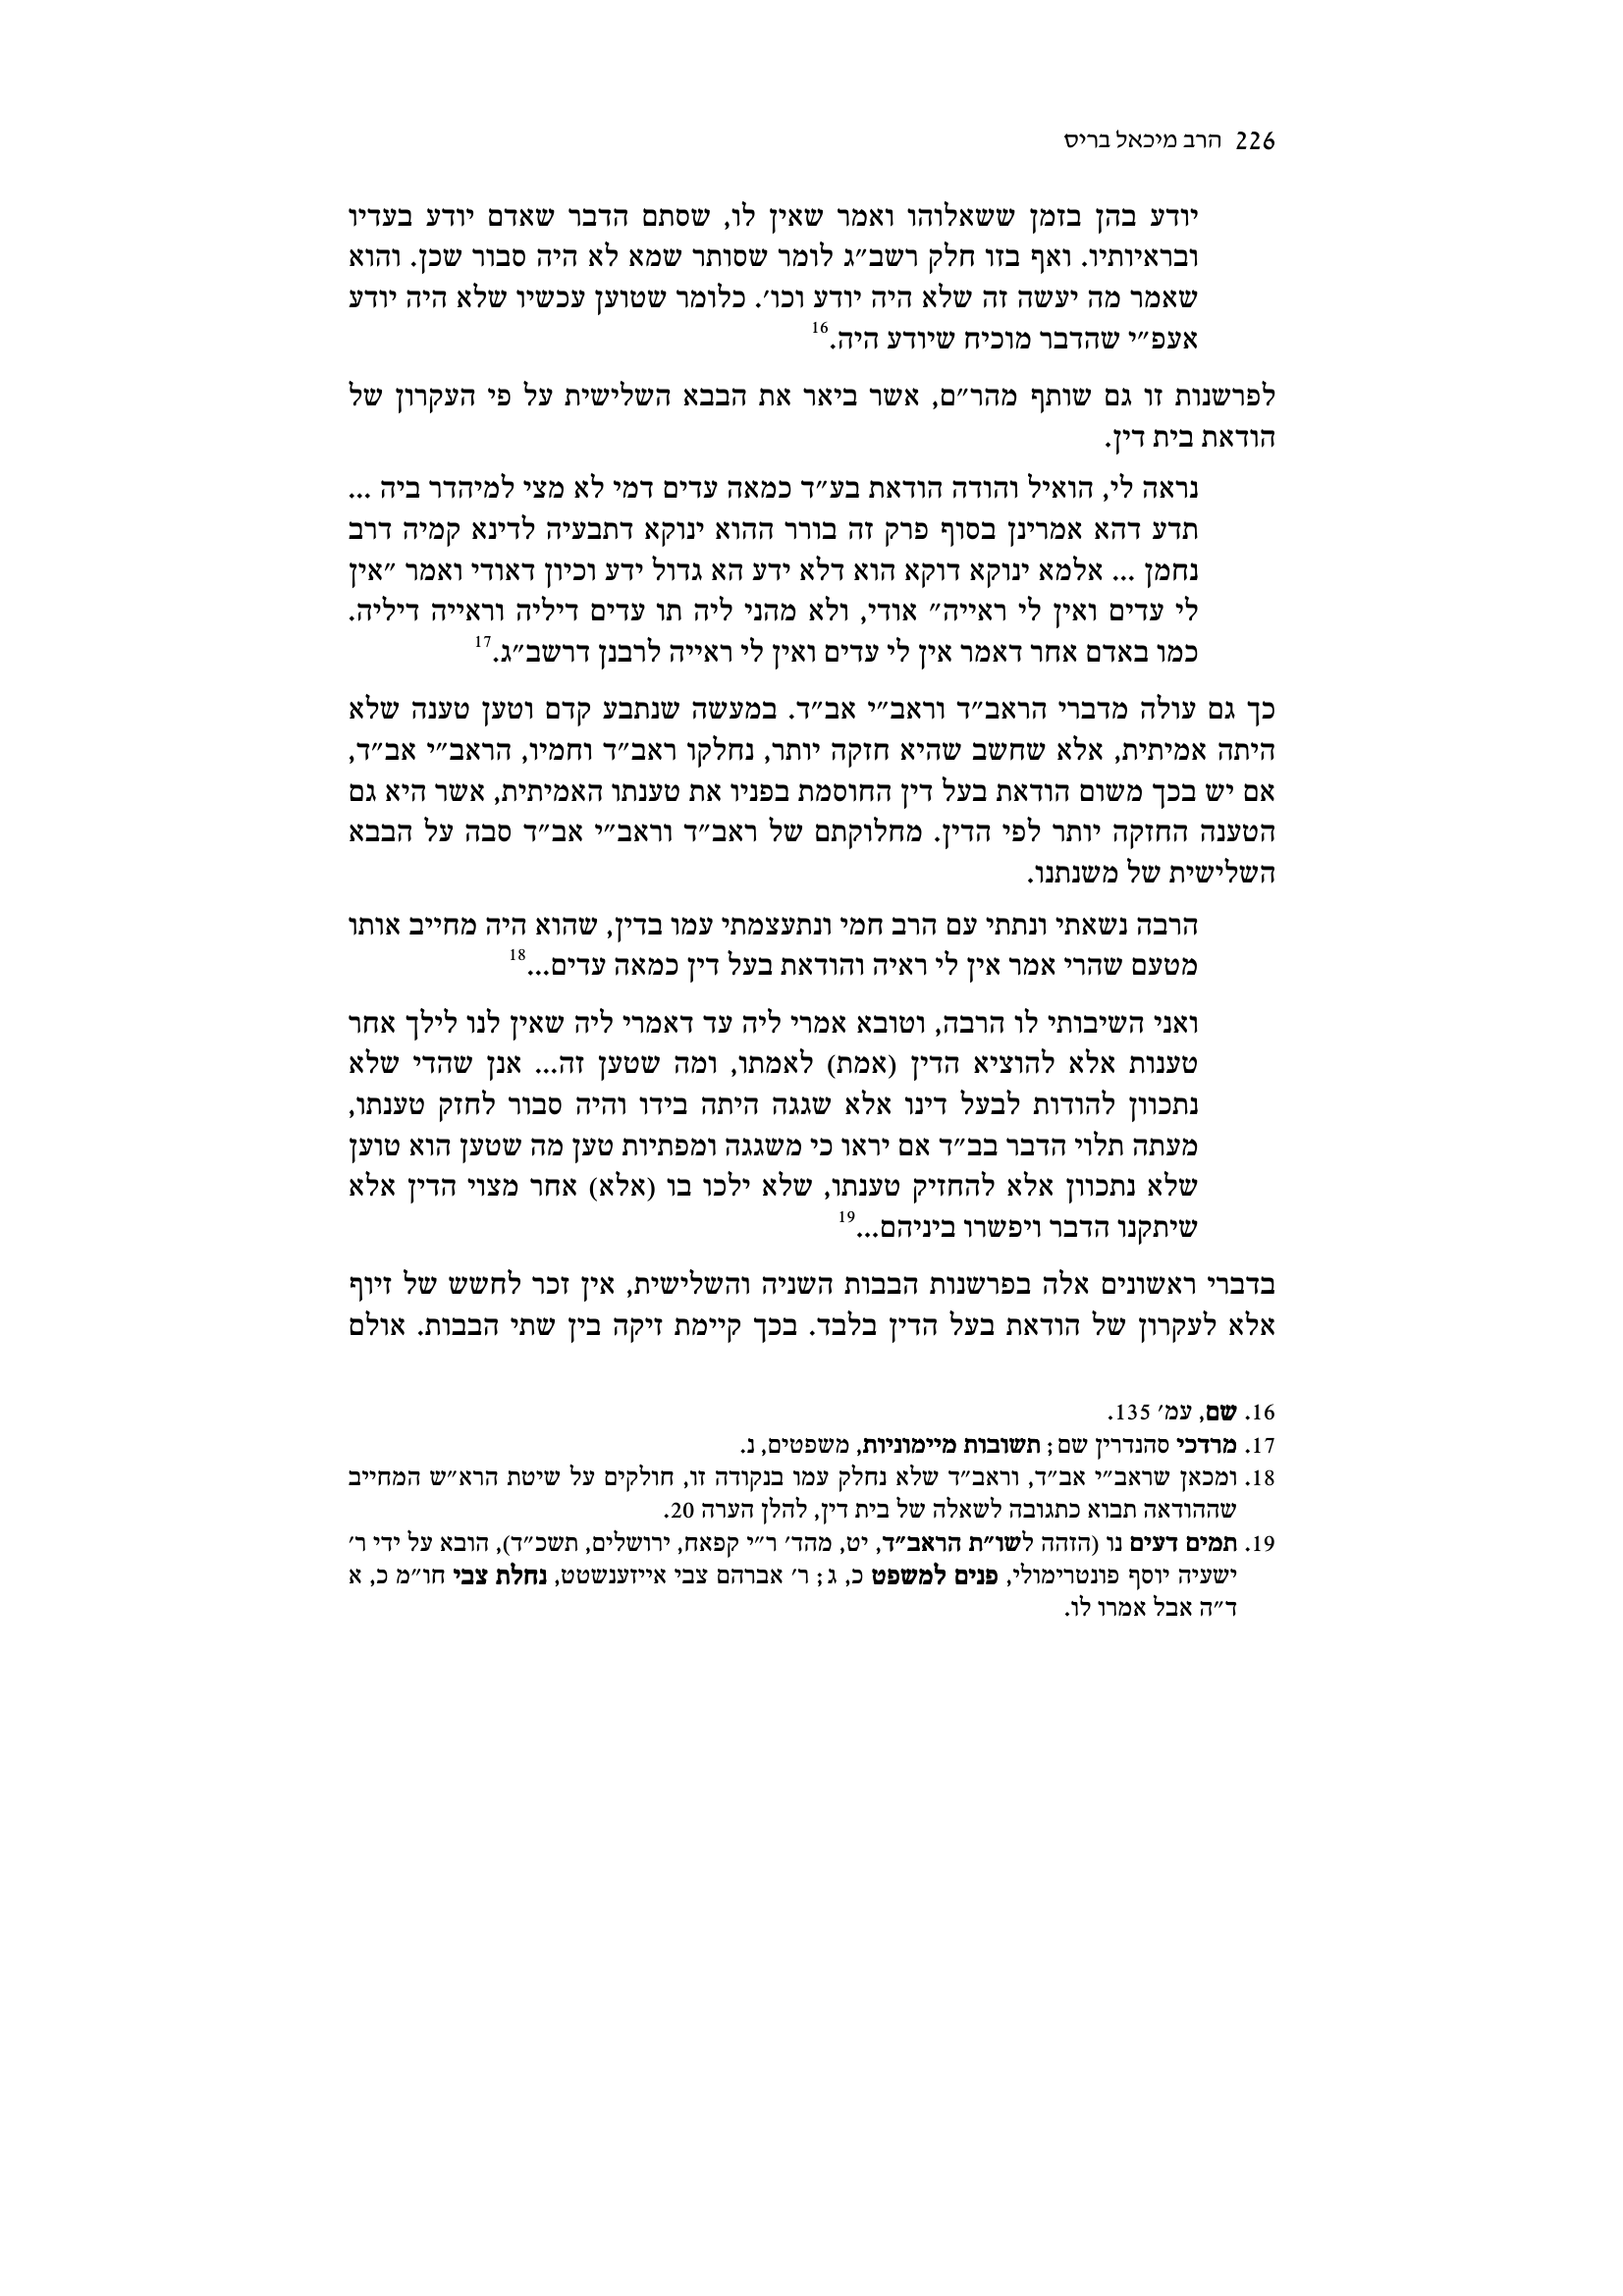 226 הרב מיכאל בריס
יודע בהן בזמן ששאלוהו ואמר שאין לו, שסתם הדבר שאדם יודע בעדיו
ובראיותיו. ואף בזו חלק רשב״ג לומר שסותר שמא לא היה סבור שכן. והוא
שאמר מה יעשה זה שלא היה יודע וכו׳. כלומר שטוען עכשיו שלא היה יודע
אעפ״י שהדבר מוכיח שיודע היה.16
לפרשנות זו גם שותף מהר״ם, אשר ביאר את הבבא השלישית על פי העקרון של
הודאת בית דין.
נראה לי, הואיל והודה הודאת בע״ד כמאה עדים דמי לא מצי למיהדר ביה ...
תדע דהא אמרינן בסוף פרק זה בורר ההוא ינוקא דתבעיה לדינא קמיה דרב
נחמן ... אלמא ינוקא דוקא הוא דלא ידע הא גדול ידע וכיון דאודי ואמר ״אין
לי עדים ואין לי ראייה״ אודי, ולא מהני ליה תו עדים דיליה וראייה דיליה.
כמו באדם אחר דאמר אין לי עדים ואין לי ראייה לרבנן דרשב״ג.17
כך גם עולה מדברי הראב״ד וראב״י אב״ד. במעשה שנתבע קדם וטען טענה שלא
היתה אמיתית, אלא שחשב שהיא חזקה יותר, נחלקו ראב״ד וחמיו, הראב״י אב״ד,
אם יש בכך משום הודאת בעל דין החוסמת בפניו את טענתו האמיתית, אשר היא גם
הטענה החזקה יותר לפי הדין. מחלוקתם של ראב״ד וראב״י אב״ד סבה על הבבא
השלישית של משנתנו.
הרבה נשאתי ונתתי עם הרב חמי ונתעצמתי עמו בדין, שהוא היה מחייב אותו
מטעם שהרי אמר אין לי ראיה והודאת בעל דין כמאה עדים...18
ואני השיבותי לו הרבה, וטובא אמרי ליה עד דאמרי ליה שאין לנו לילך אחר
טענות אלא להוציא הדין (אמת) לאמתו, ומה שטען זה... אנן שהדי שלא
נתכוון להודות לבעל דינו אלא שגגה היתה בידו והיה סבור לחזק טענתו,
מעתה תלוי הדבר בב״ד אם יראו כי משגגה ומפתיות טען מה שטען הוא טוען
שלא נתכוון אלא להחזיק טענתו, שלא ילכו בו (אלא) אחר מצוי הדין אלא
שיתקנו הדבר ויפשרו ביניהם...19
בדברי ראשונים אלה בפרשנות הבבות השניה והשלישית, אין זכר לחשש של זיוף
אלא לעקרון של הודאת בעל הדין בלבד. בכך קיימת זיקה בין שתי הבבות. אולם
16. שם, עמ׳ 135.
17. מרדכי סהנדרין שם; תשובות מיימוניות, משפטים, נ.
18. ומכאן שראב״י אב״ד, וראב״ד שלא נחלק עמו בנקודה זו, חולקים על שיטת הרא״ש המחייב
שההודאה תבוא כתגובה לשאלה של בית דין, להלן הערה 20.
19. תמים דעים נו (הזהה לשו״ת הראב״ד, יט, מהד׳ ר״י קפאח, ירושלים, תשכ״ד), הובא על ידי ר׳
ישעיה יוסף פונטרימולי, פנים למשפט כ, ג; ר׳ אברהם צבי אייזענשטט, נחלת צבי חו״מ כ, א
ד״ה אבל אמרו לו.